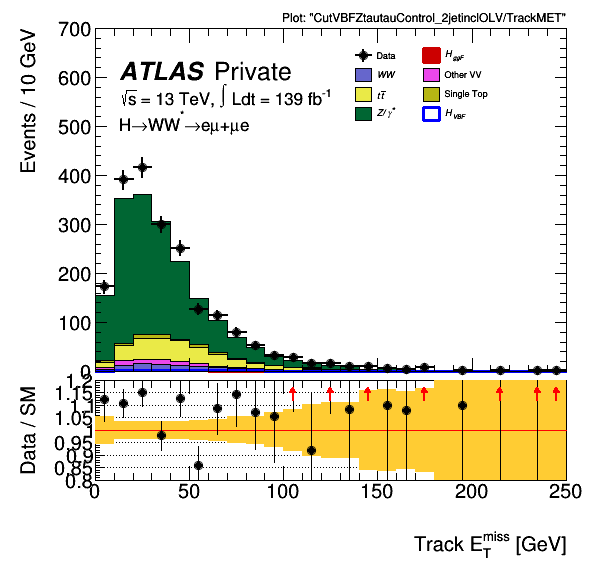 Plot: "CutVBFZtautauControl_2jetinclOLV/TrackMET"
Events / 10 GeV
700
600
500
400
300
200
100
0
ATLAS Private
√s = 13 TeV, ∫ Ldt = 139 fb⁻¹
H→WW*→eμ+μe
Data
WW
tt̄
Z/γ*
H ggF
Other VV
Single Top
H VBF
Data / SM
1.2
1.15
1.1
1.05
1
0.95
0.9
0.85
0.8
0 50 100 150 200 250
Track E_T^miss [GeV]